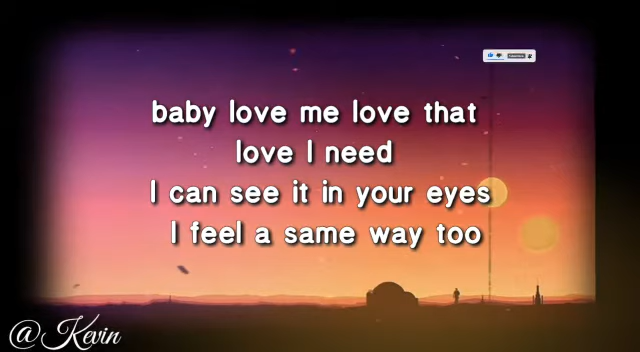 baby love me love that
love I need
I can see it in your eyes
I feel a same way too
@Kevin